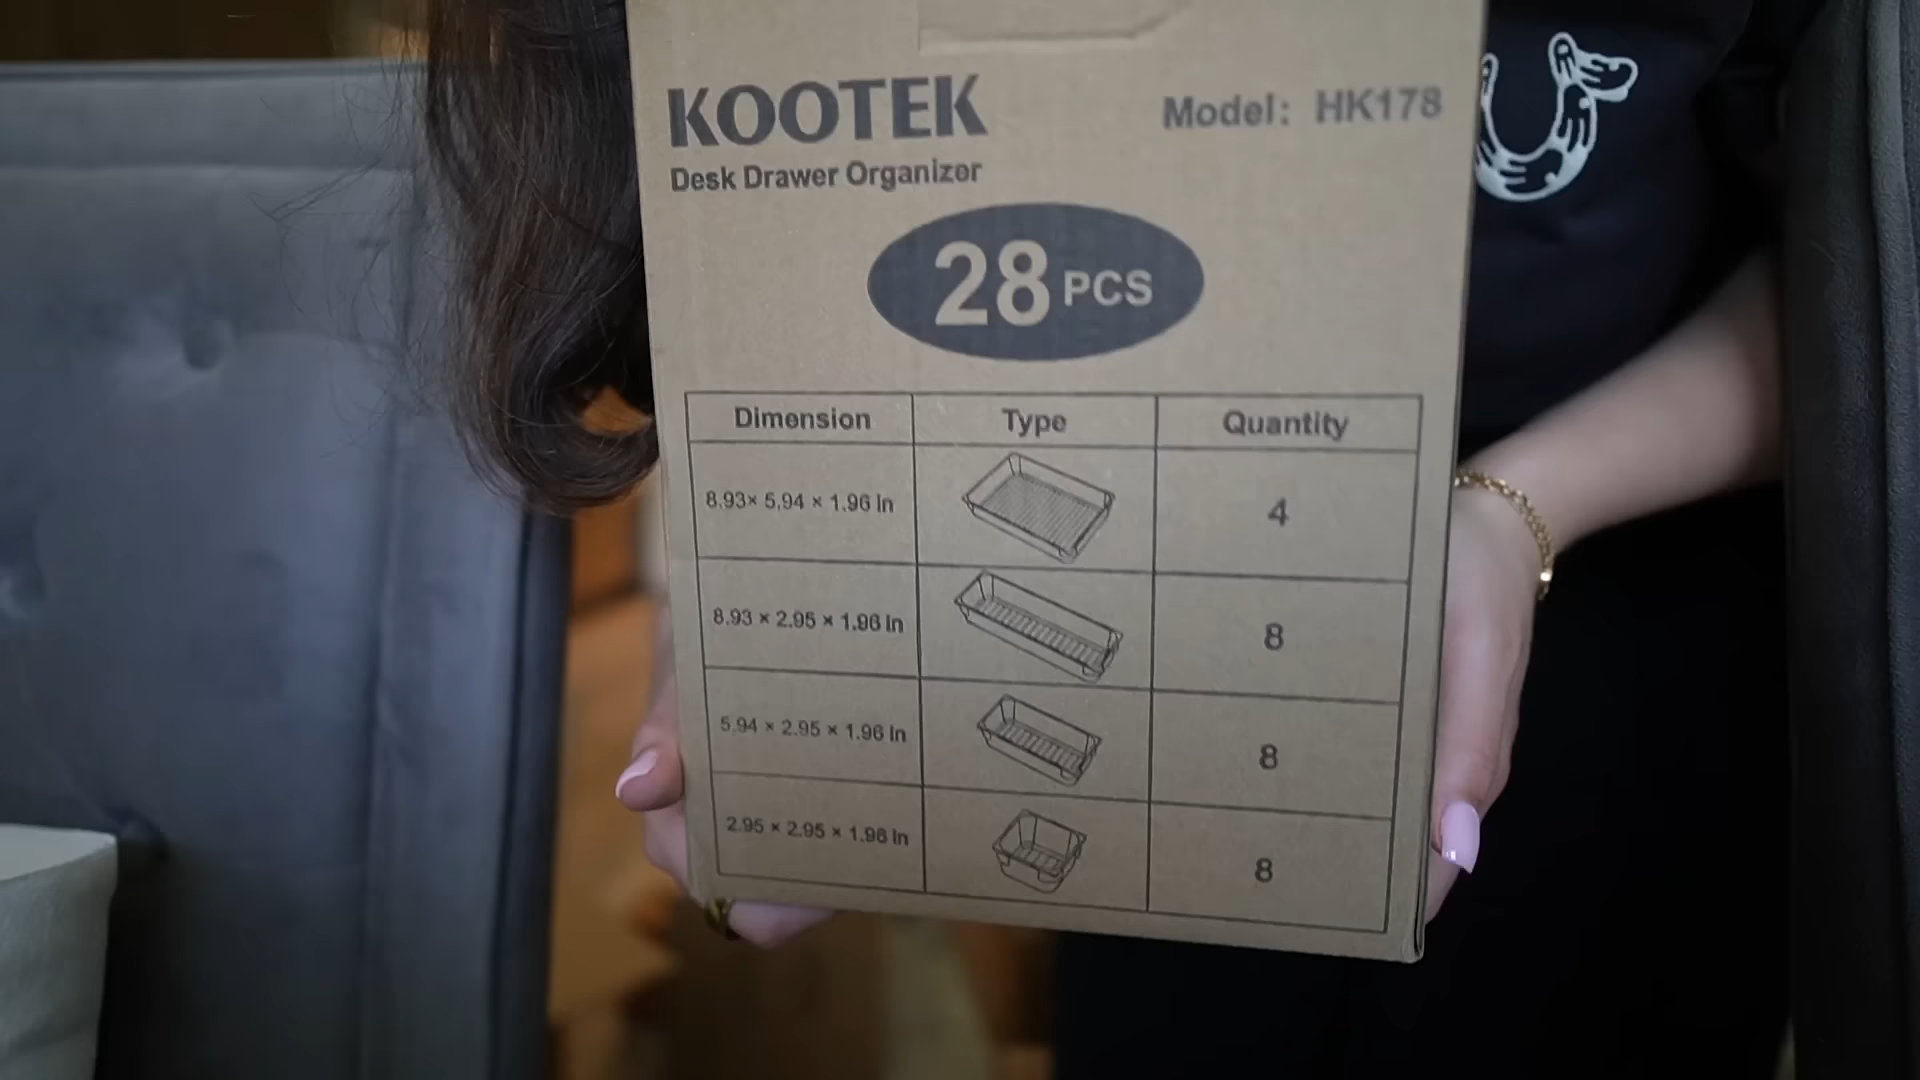 KOOTEK
Model: HK178
Desk Drawer Organizer
28 PCS
Dimension Type Quantity
8.93× 5.94 × 1.96 in 4
8.93 × 2.95 × 1.96 in 8
5.94 × 2.95 × 1.96 in 8
2.95 × 2.95 × 1.96 in 8